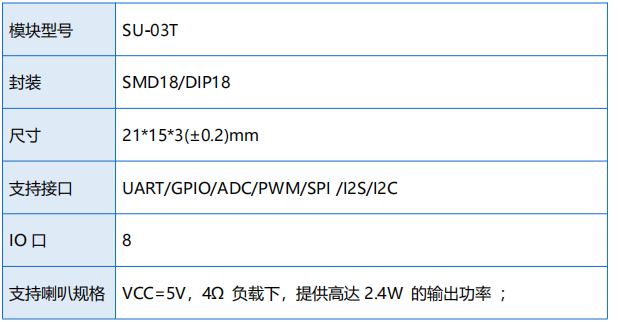 模块型号 SU-03T
封装 SMD18/DIP18
尺寸 21*15*3(±0.2)mm
支持接口 UART/GPIO/ADC/PWM/SPI /I2S/I2C
IO 口 8
支持喇叭规格 VCC=5V，4Ω 负载下，提供高达 2.4W 的输出功率 ；